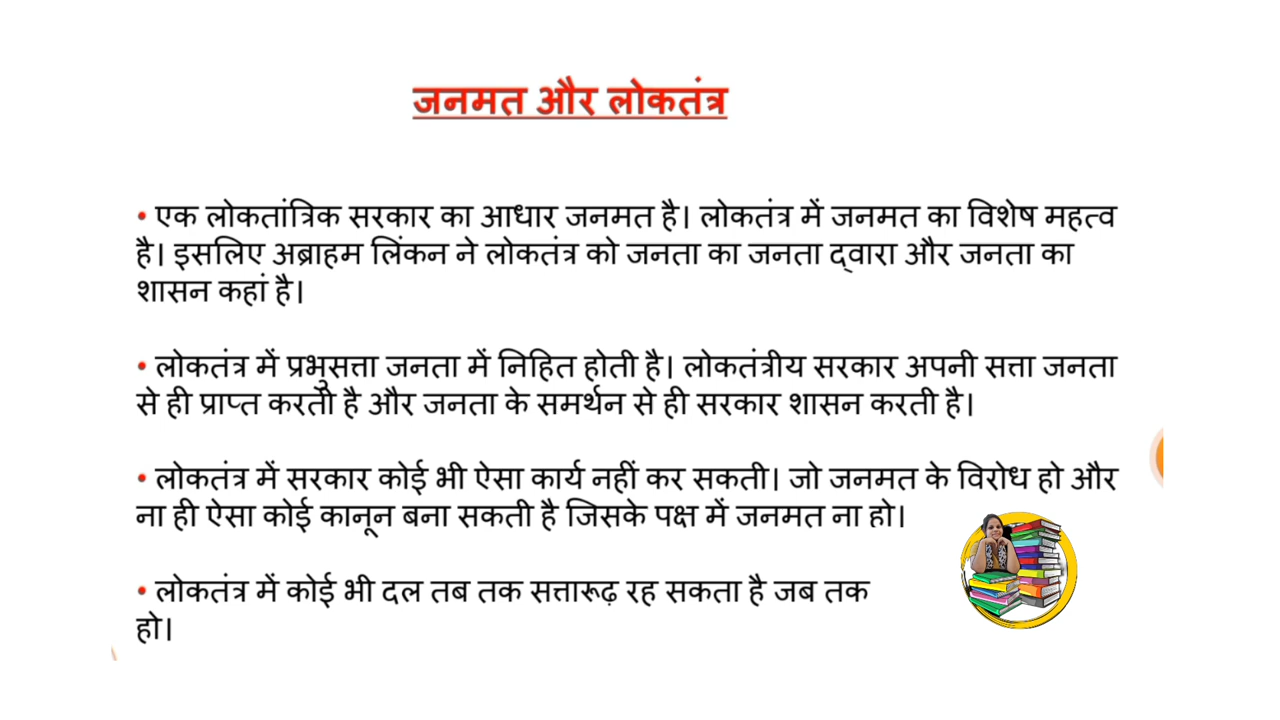 जनमत और लोकतंत्र
• एक लोकतांत्रिक सरकार का आधार जनमत है। लोकतंत्र में जनमत का विशेष महत्व
है। इसलिए अब्राहम लिंकन ने लोकतंत्र को जनता का जनता द्वारा और जनता का
शासन कहां है।
• लोकतंत्र में प्रभुसत्ता जनता में निहित होती है। लोकतंत्रीय सरकार अपनी सत्ता जनता
से ही प्राप्त करती है और जनता के समर्थन से ही सरकार शासन करती है।
• लोकतंत्र में सरकार कोई भी ऐसा कार्य नहीं कर सकती। जो जनमत के विरोध हो और
ना ही ऐसा कोई कानून बना सकती है जिसके पक्ष में जनमत ना हो।
• लोकतंत्र में कोई भी दल तब तक सत्तारूढ़ रह सकता है जब तक
हो।